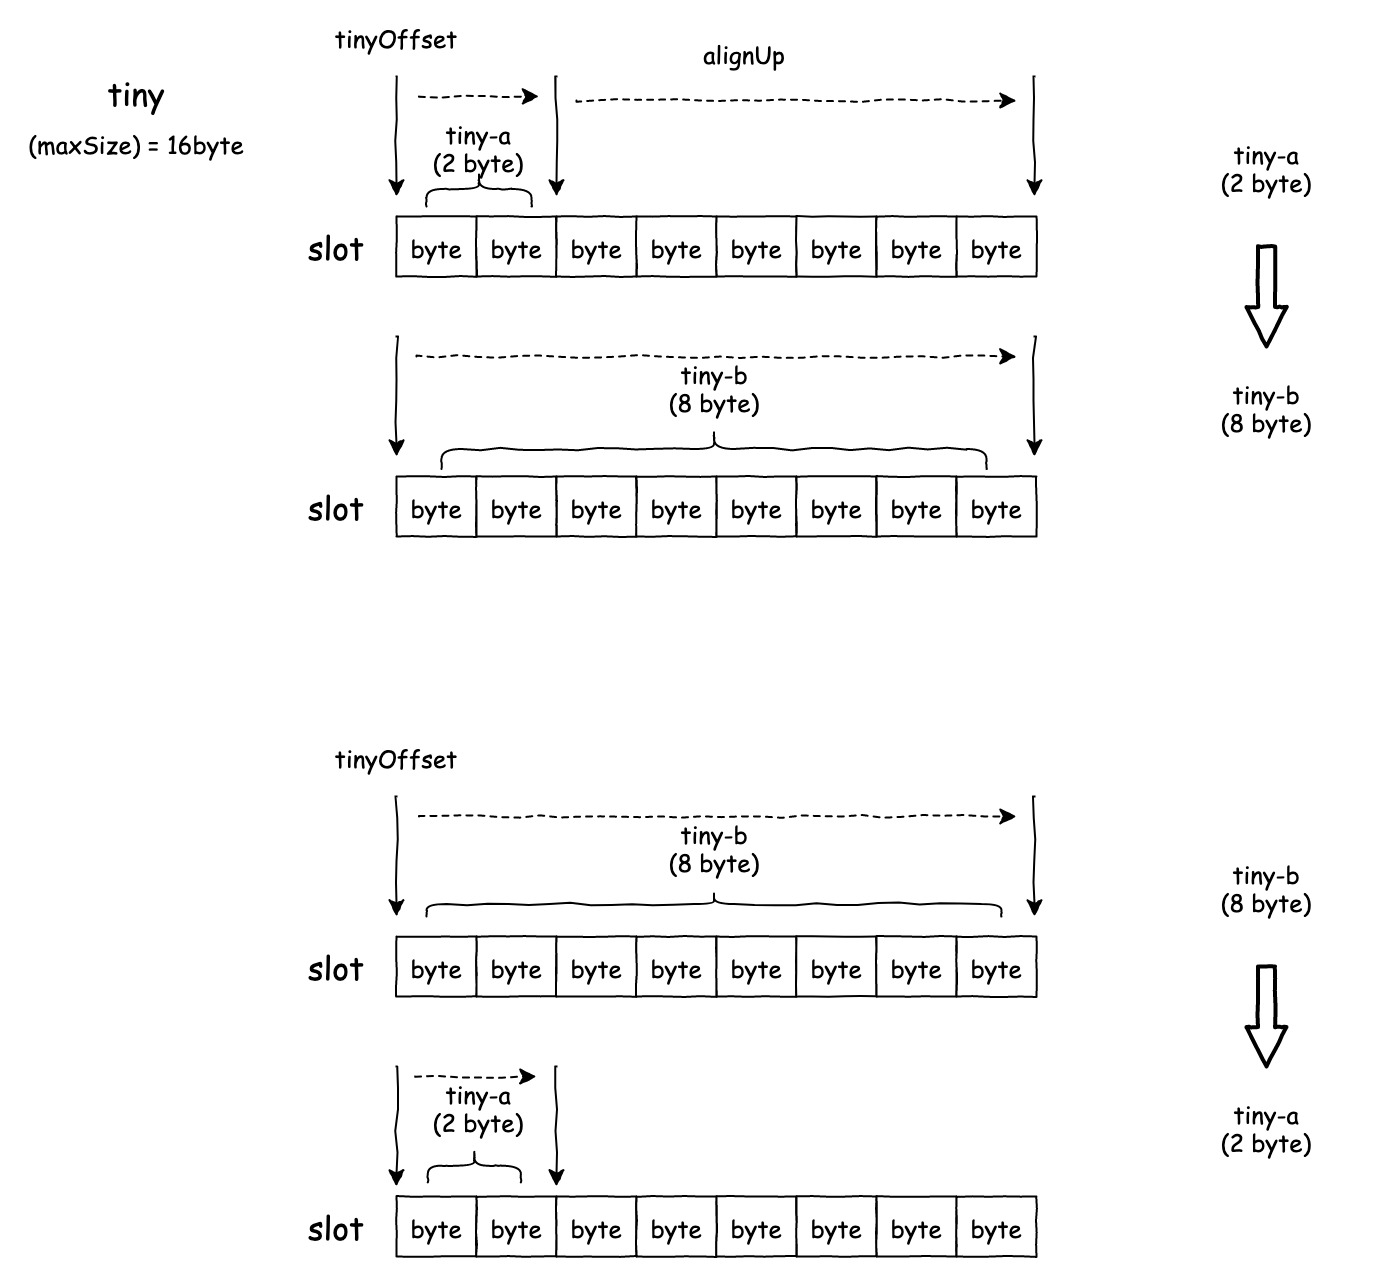 tinyOffset
alignUp
tiny
(maxSize) = 16byte
tiny-a
(2 byte)
tiny-a
(2 byte)
slot
byte byte byte byte byte byte byte byte
tiny-b
(8 byte)
tiny-b
(8 byte)
slot
byte byte byte byte byte byte byte byte
tinyOffset
tiny-b
(8 byte)
tiny-b
(8 byte)
slot
byte byte byte byte byte byte byte byte
tiny-a
(2 byte)
tiny-a
(2 byte)
slot
byte byte byte byte byte byte byte byte